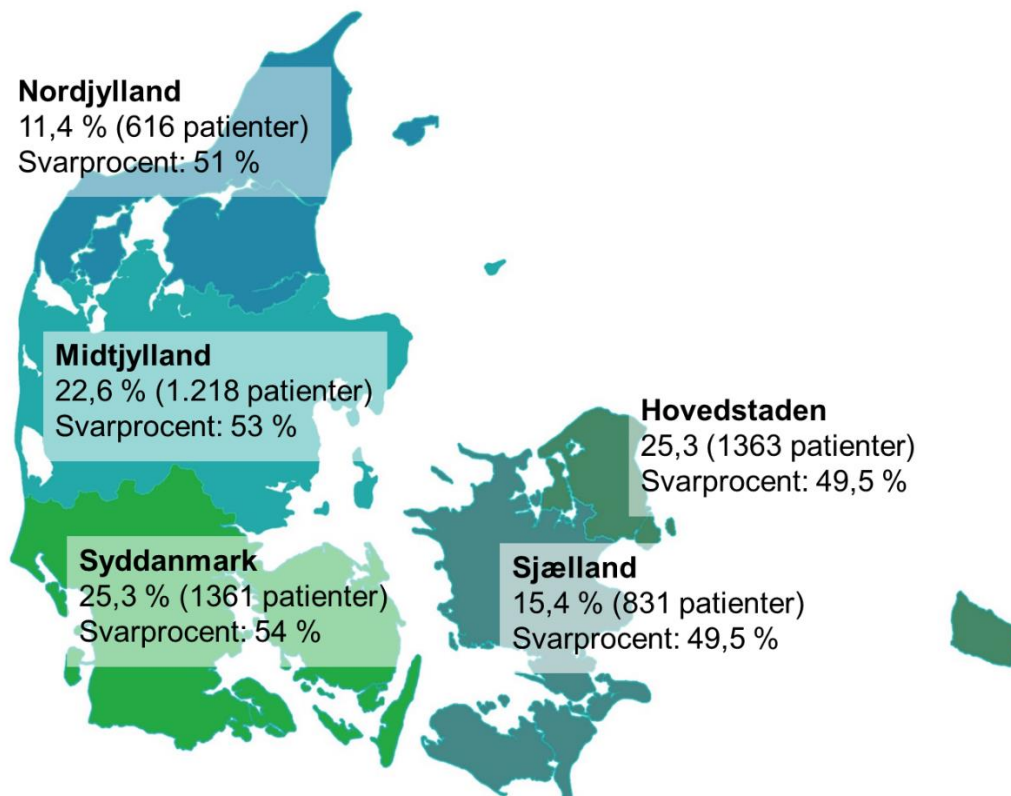 Nordjylland
11,4 % (616 patienter)
Svarprocent: 51 %
Midtjylland
22,6 % (1.218 patienter)
Svarprocent: 53 %
Hovedstaden
25,3 (1363 patienter)
Svarprocent: 49,5 %
Syddanmark
25,3 % (1361 patienter)
Svarprocent: 54 %
Sjælland
15,4 % (831 patienter)
Svarprocent: 49,5 %